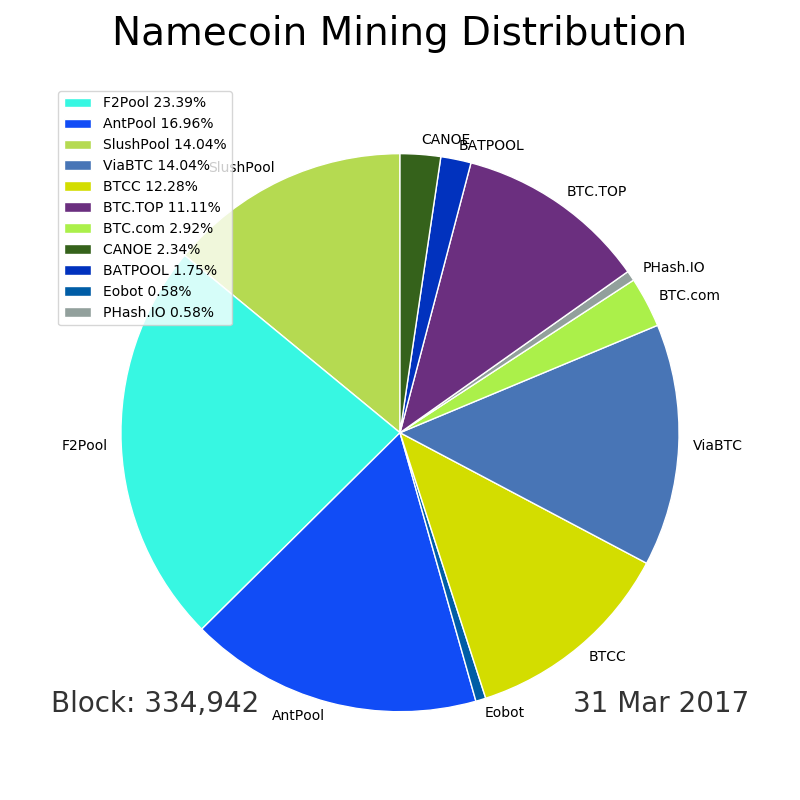 Namecoin Mining Distribution
F2Pool 23.39%
AntPool 16.96%
SlushPool 14.04%
ViaBTC 14.04%
BTCC 12.28%
BTC.TOP 11.11%
BTC.com 2.92%
CANOE 2.34%
BATPOOL 1.75%
Eobot 0.58%
PHash.IO 0.58%
CANOE
BATPOOL
SlushPool
BTC.TOP
PHash.IO
BTC.com
F2Pool
ViaBTC
BTCC
Block: 334,942
31 Mar 2017
AntPool
Eobot